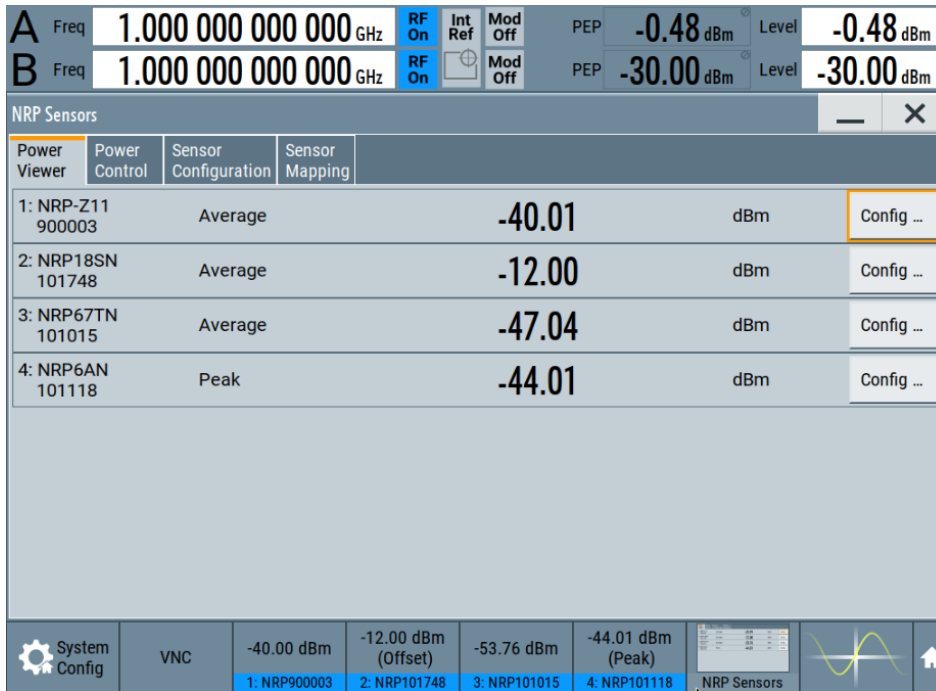 A Freq 1.000 000 000 000 GHz RF On Int Ref Mod Off PEP -0.48 dBm Level -0.48 dBm
B Freq 1.000 000 000 000 GHz RF On Mod Off PEP -30.00 dBm Level -30.00 dBm
NRP Sensors
Power Viewer Power Control Sensor Configuration Sensor Mapping
1: NRP-Z11
900003 Average -40.01 dBm Config ...
2: NRP18SN
101748 Average -12.00 dBm Config ...
3: NRP67TN
101015 Average -47.04 dBm Config ...
4: NRP6AN
101118 Peak -44.01 dBm Config ...
System Config VNC -40.00 dBm -12.00 dBm (Offset) -53.76 dBm -44.01 dBm (Peak)
1: NRP900003 2: NRP101748 3: NRP101015 4: NRP101118 NRP Sensors